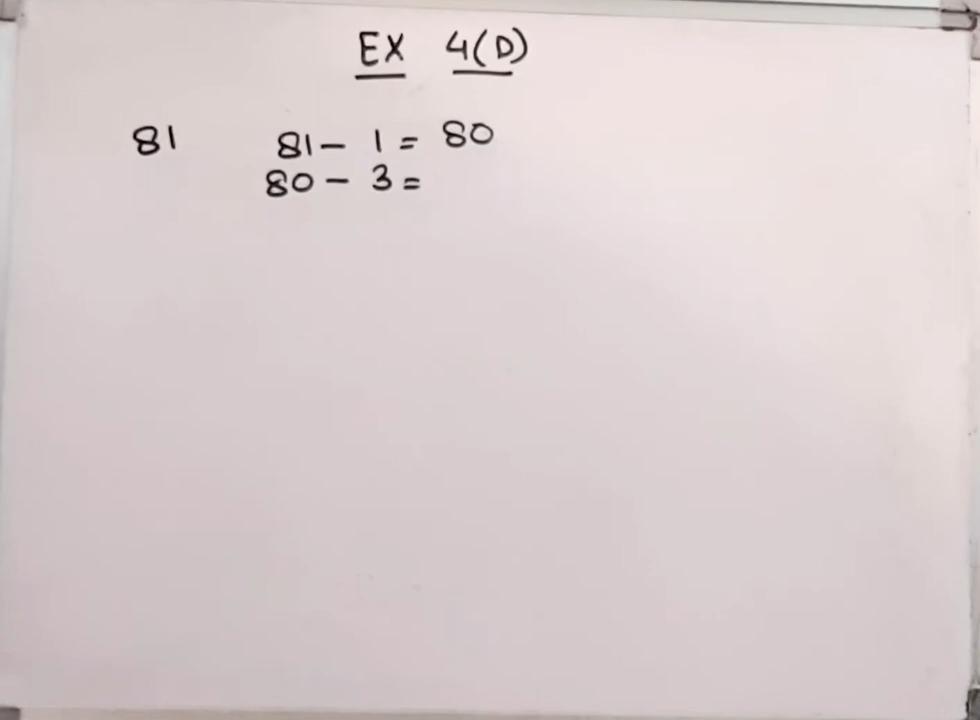 EX 4(D)
81 81 - 1 = 80
80 - 3 =